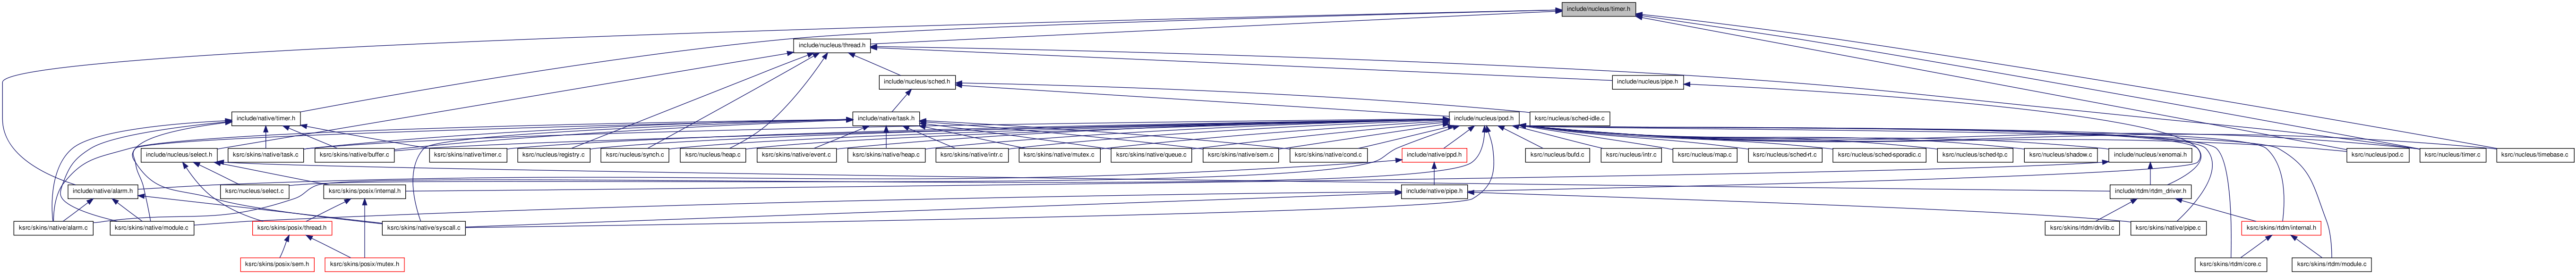 include/nucleus/timer.h
include/nucleus/thread.h
include/nucleus/sched.h
include/nucleus/pipe.h
include/native/timer.h
include/native/task.h
include/nucleus/pod.h
ksrc/nucleus/sched-idle.c
include/nucleus/select.h
ksrc/skins/native/task.c
ksrc/skins/native/buffer.c
ksrc/skins/native/timer.c
ksrc/nucleus/registry.c
ksrc/nucleus/synch.c
ksrc/nucleus/heap.c
ksrc/skins/native/event.c
ksrc/skins/native/heap.c
ksrc/skins/native/intr.c
ksrc/skins/native/mutex.c
ksrc/skins/native/queue.c
ksrc/skins/native/sem.c
ksrc/skins/native/cond.c
include/native/ppd.h
ksrc/nucleus/bufd.c
ksrc/nucleus/intr.c
ksrc/nucleus/map.c
ksrc/nucleus/sched-rt.c
ksrc/nucleus/sched-sporadic.c
ksrc/nucleus/sched-tp.c
ksrc/nucleus/shadow.c
include/nucleus/xenomai.h
ksrc/nucleus/pod.c
ksrc/nucleus/timer.c
ksrc/nucleus/timebase.c
include/native/alarm.h
ksrc/nucleus/select.c
ksrc/skins/posix/internal.h
include/native/pipe.h
include/rtdm/rtdm_driver.h
ksrc/skins/native/alarm.c
ksrc/skins/native/module.c
ksrc/skins/posix/thread.h
ksrc/skins/native/syscall.c
ksrc/skins/rtdm/drvlib.c
ksrc/skins/native/pipe.c
ksrc/skins/rtdm/internal.h
ksrc/skins/posix/sem.h
ksrc/skins/posix/mutex.h
ksrc/skins/rtdm/core.c
ksrc/skins/rtdm/module.c